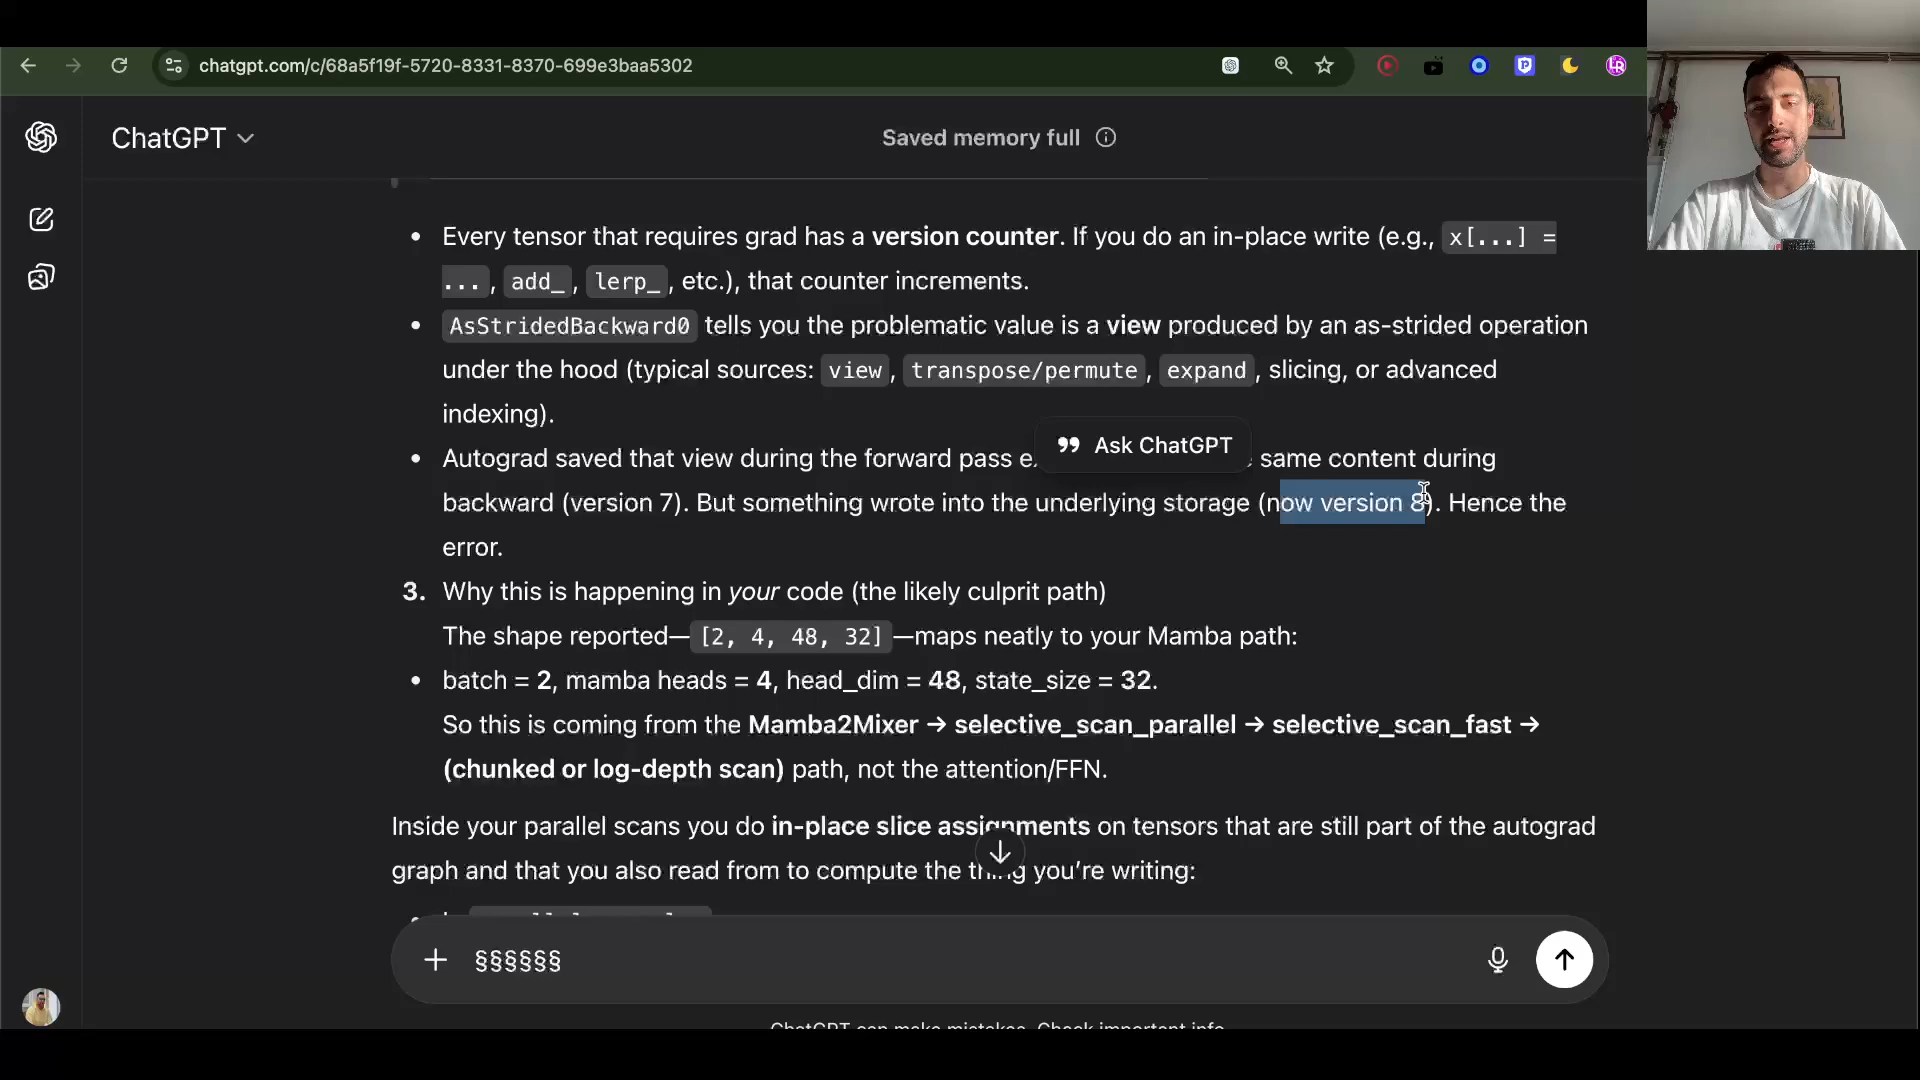 chatgpt.com/c/68a5f19f-5720-8331-8370-699e3baa5302
ChatGPT
Saved memory full
Every tensor that requires grad has a version counter. If you do an in-place write (e.g., x[...] =
..., add_, lerp_, etc.), that counter increments.
AsStridedBackward0 tells you the problematic value is a view produced by an as-strided operation
under the hood (typical sources: view, transpose/permute, expand, slicing, or advanced
indexing).
Ask ChatGPT
Autograd saved that view during the forward pass same content during
backward (version 7). But something wrote into the underlying storage (now version 8). Hence the
error.
3. Why this is happening in your code (the likely culprit path)
The shape reported—[2, 4, 48, 32]—maps neatly to your Mamba path:
batch = 2, mamba heads = 4, head_dim = 48, state_size = 32.
So this is coming from the Mamba2Mixer → selective_scan_parallel → selective_scan_fast →
(chunked or log-depth scan) path, not the attention/FFN.
Inside your parallel scans you do in-place slice assignments on tensors that are still part of the autograd
graph and that you also read from to compute the thing you're writing:
§§§§§§
ChatGPT can make mistakes. Check important info.